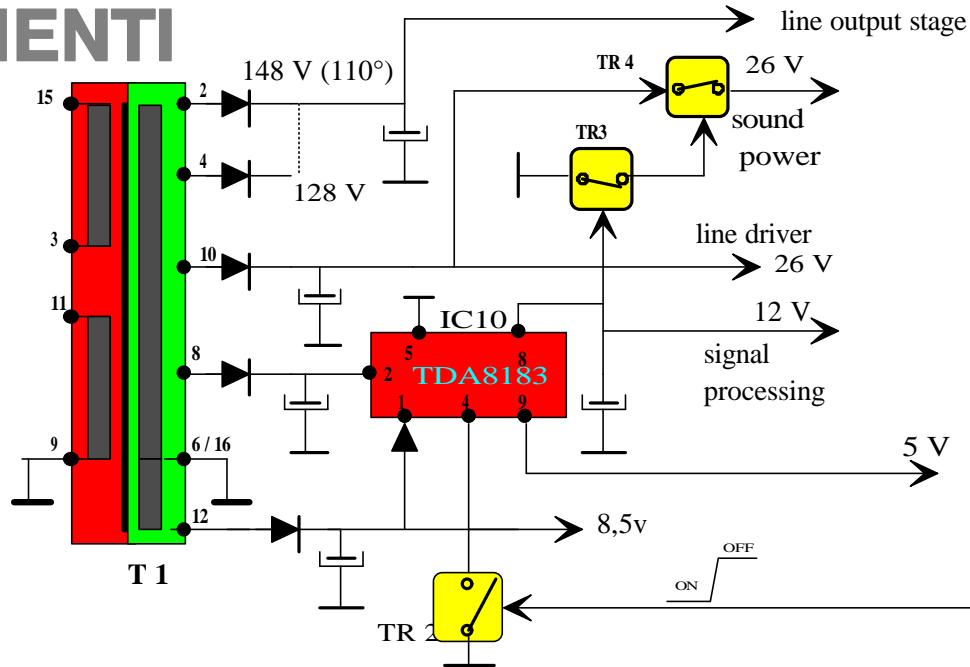 MENTI
line output stage
148 V (110°)
TR 4
26 V
15
2
sound
power
TR3
4
128 V
line driver
3
10
26 V
11
IC10
12 V
5
8
8
2
TDA8183
signal
processing
1
4
9
9
6 / 16
5 V
12
8,5v
OFF
ON
T 1
TR 2